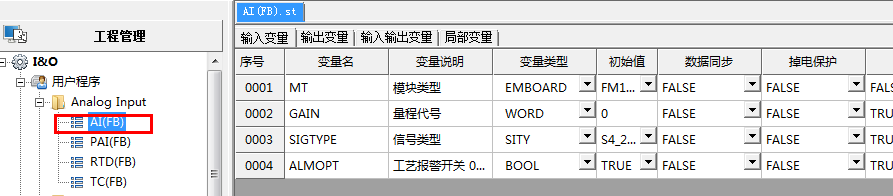 工程管理
I&O
用户程序
Analog Input
AI(FB)
PAI(FB)
RTD(FB)
TC(FB)
AI(FB).st
输入变量 输出变量 输入输出变量 局部变量
序号 变量名 变量说明 变量类型 初始值 数据同步 掉电保护
0001 MT 模块类型 EMBOARD FM1... FALSE FALSE FALS
0002 GAIN 量程代号 WORD 0 FALSE FALSE TRU
0003 SIGTYPE 信号类型 SITY S4_2... FALSE FALSE TRU
0004 ALMOPT 工艺报警开关 0... BOOL TRUE FALSE FALSE TRU